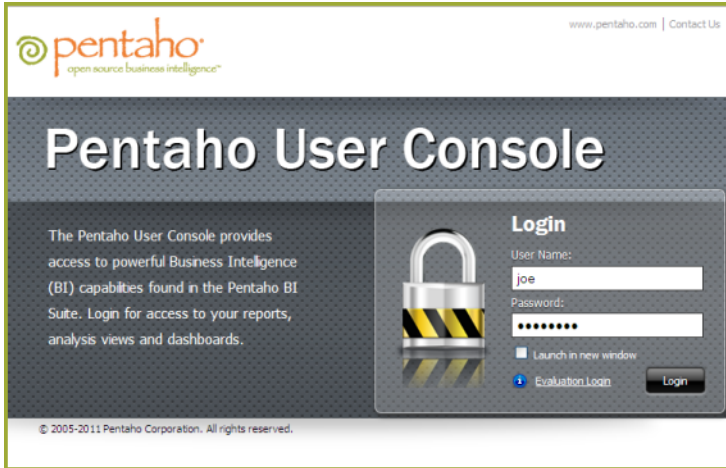 www.pentaho.com | Contact Us
pentaho
open source business intelligence™
Pentaho User Console
The Pentaho User Console provides
access to powerful Business Intelligence
(BI) capabilities found in the Pentaho BI
Suite. Login for access to your reports,
analysis views and dashboards.
Login
User Name:
joe
Password:
••••••••
Launch in new window
Evaluation Login
Login
© 2005-2011 Pentaho Corporation. All rights reserved.